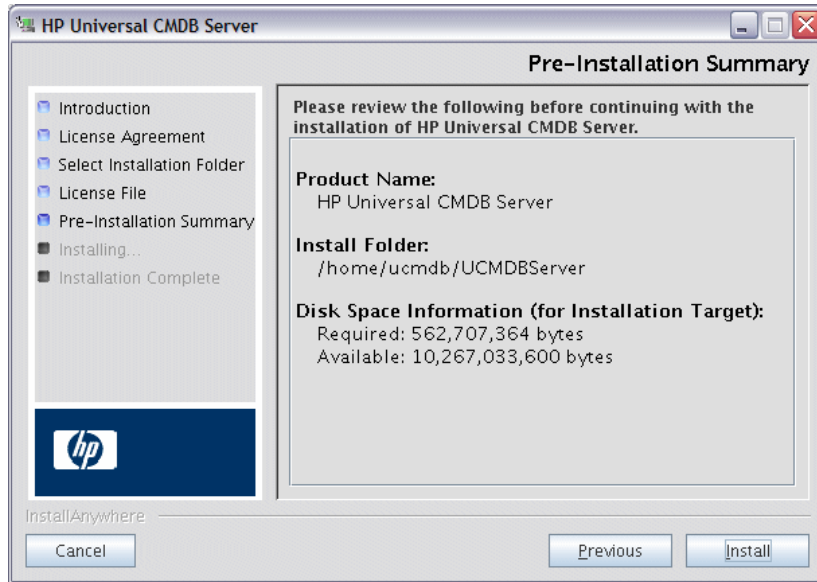 HP Universal CMDB Server
Pre-Installation Summary
Introduction
License Agreement
Select Installation Folder
License File
Pre-Installation Summary
Installing...
Installation Complete
Please review the following before continuing with the
installation of HP Universal CMDB Server.
Product Name:
HP Universal CMDB Server
Install Folder:
/home/ucmdb/UCMDBServer
Disk Space Information (for Installation Target):
Required: 562,707,364 bytes
Available: 10,267,033,600 bytes
hp
InstallAnywhere
Cancel
Previous
Install